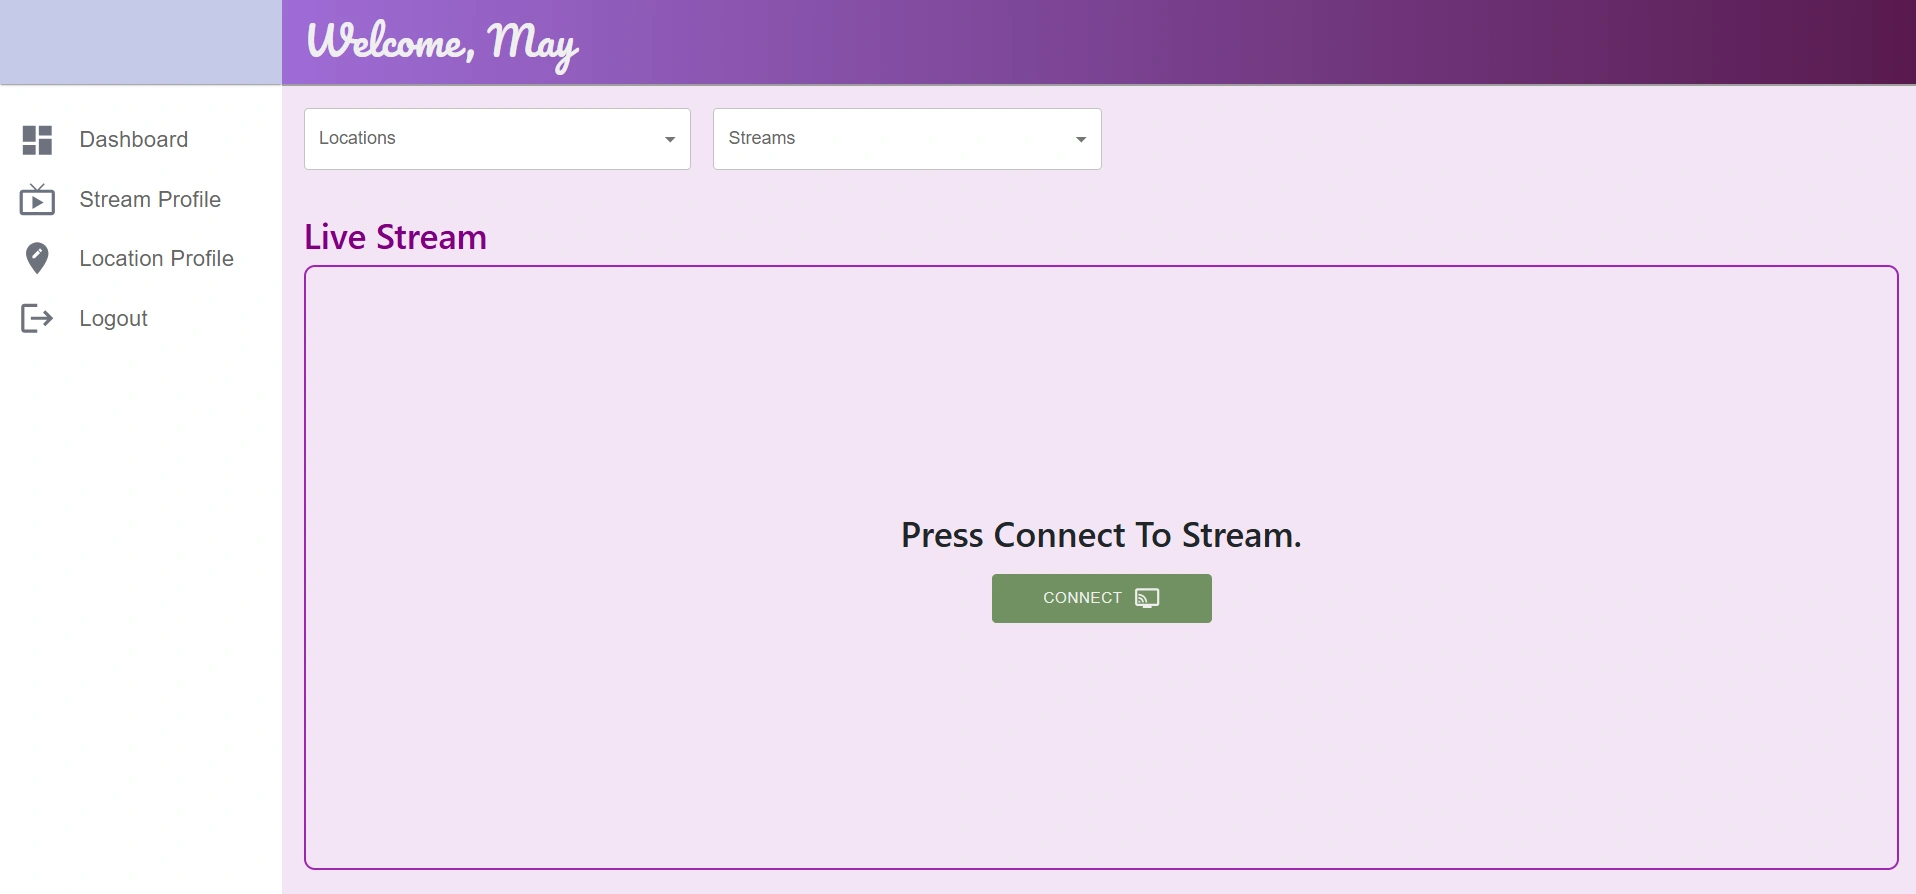 Welcome, May
Dashboard
Stream Profile
Location Profile
Logout
Locations
Streams
Live Stream
Press Connect To Stream.
CONNECT